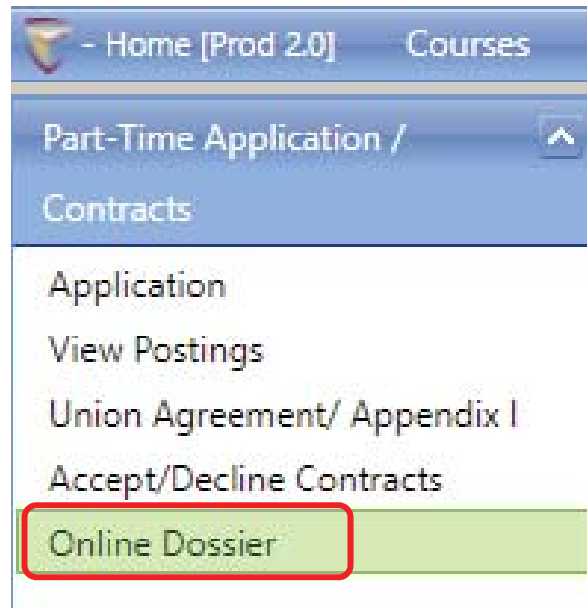 - Home [Prod 2.0] Courses
Part-Time Application /
Contracts
Application
View Postings
Union Agreement/ Appendix I
Accept/Decline Contracts
Online Dossier